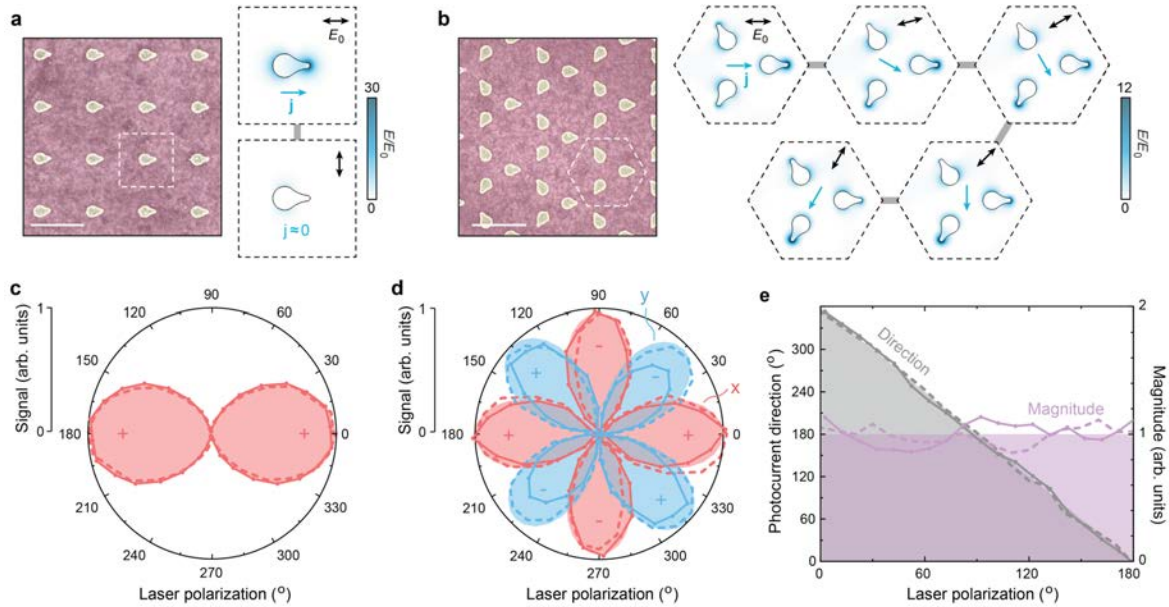 a
E0
j
j ≈ 0
30
E/E0
0
b
E0
j
12
E/E0
0
c
Signal (arb. units)
1
0
90
120
60
150
30
180
0
+
+
210
330
240
300
270
Laser polarization (°)
d
Signal (arb. units)
1
0
90
120
60
y
150
30
x
180
0
+
-
-
+
+
-
-
+
210
330
240
300
270
Laser polarization (°)
e
Photocurrent direction (°)
300
240
180
120
60
0
Direction
Magnitude
2
1
0
Magnitude (arb. units)
0
60
120
180
Laser polarization (°)